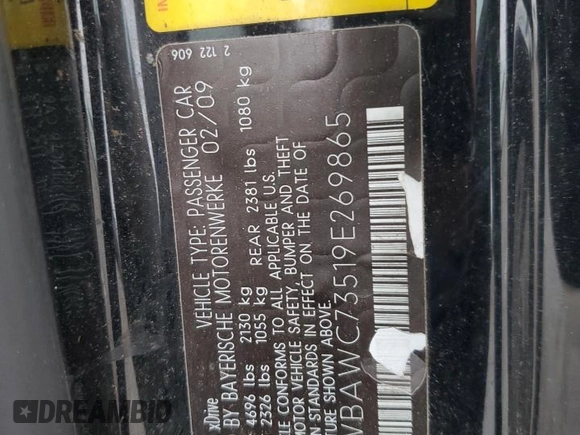 2 122 606
xDrive VEHICLE TYPE: PASSENGER CAR
BY BAYERISCHE MOTORENWERKE 02/09
4696 lbs 2130 kg
2326 lbs 1055 kg REAR 2381 lbs 1080 kg
CONFORMS TO ALL APPLICABLE U.S.
MOTOR VEHICLE SAFETY, BUMPER AND THEFT
STANDARDS IN EFFECT ON THE DATE OF
SHOWN ABOVE.
WBAWC73519E269865
DREAMBID